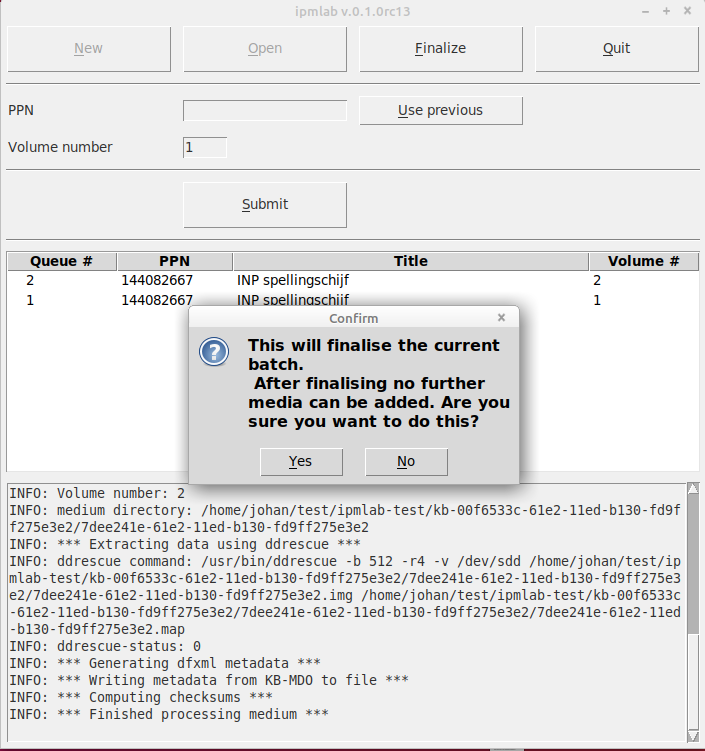 ipmlab v.0.1.0rc13
New Open Finalize Quit
PPN Use previous
Volume number 1
Submit
Queue # PPN Title Volume #
2 144082667 INP spellingschijf 2
1 144082667 INP spellingschijf 1
Confirm
This will finalise the current
batch.
After finalising no further
media can be added. Are you
sure you want to do this?
Yes No
INFO: Volume number: 2
INFO: medium directory: /home/johan/test/ipmlab-test/kb-00f6533c-61e2-11ed-b130-fd9f
f275e3e2/7dee241e-61e2-11ed-b130-fd9ff275e3e2
INFO: *** Extracting data using ddrescue ***
INFO: ddrescue command: /usr/bin/ddrescue -b 512 -r4 -v /dev/sdd /home/johan/test/ip
mlab-test/kb-00f6533c-61e2-11ed-b130-fd9ff275e3e2/7dee241e-61e2-11ed-b130-fd9ff275e3
e2/7dee241e-61e2-11ed-b130-fd9ff275e3e2.img /home/johan/test/ipmlab-test/kb-00f6533c
-61e2-11ed-b130-fd9ff275e3e2/7dee241e-61e2-11ed-b130-fd9ff275e3e2/7dee241e-61e2-11ed
-b130-fd9ff275e3e2.map
INFO: ddrescue-status: 0
INFO: *** Generating dfxml metadata ***
INFO: *** Writing metadata from KB-MDO to file ***
INFO: *** Computing checksums ***
INFO: *** Finished processing medium ***